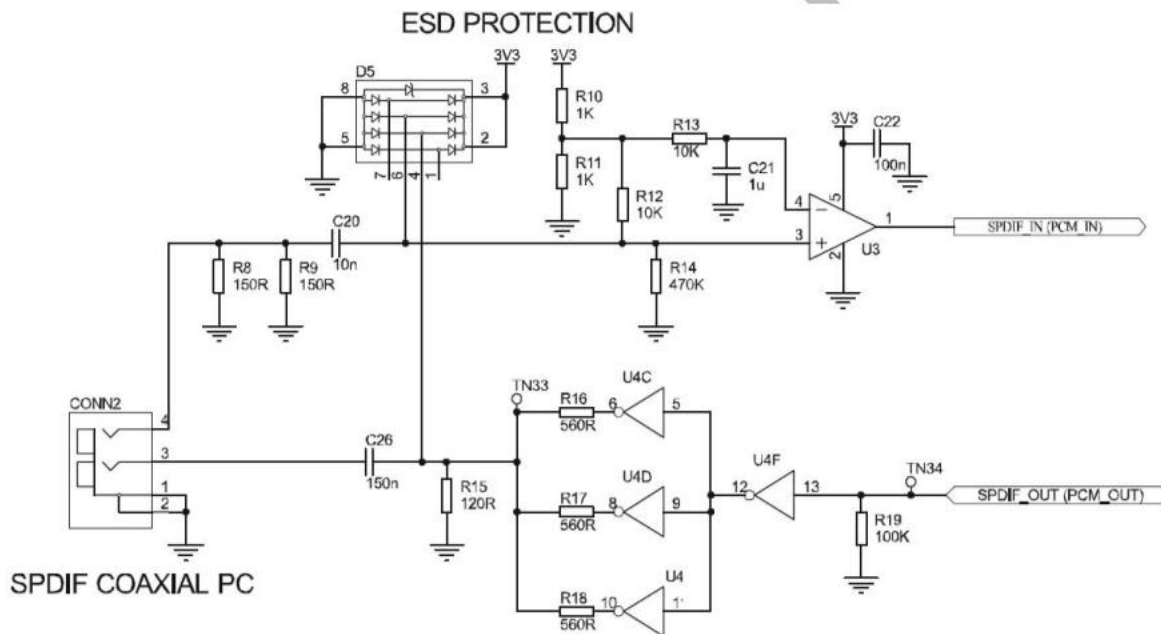 ESD PROTECTION
3V3
3V3
D5
8
3
5
2
7
6
4
1
R10
1K
R11
1K
R13
10K
C21
1u
R12
10K
3V3
C22
100n
4
5
3
1
2
U3
SPDIF_IN (PCM_IN)
C20
10n
R8
150R
R9
150R
R14
470K
CONN2
4
3
1
2
C26
150n
R15
120R
TN33
R16
560R
6
U4C
5
R17
560R
8
U4D
9
R18
560R
10
U4
1'
12
U4F
13
TN34
SPDIF_OUT (PCM_OUT)
R19
100K
SPDIF COAXIAL PC